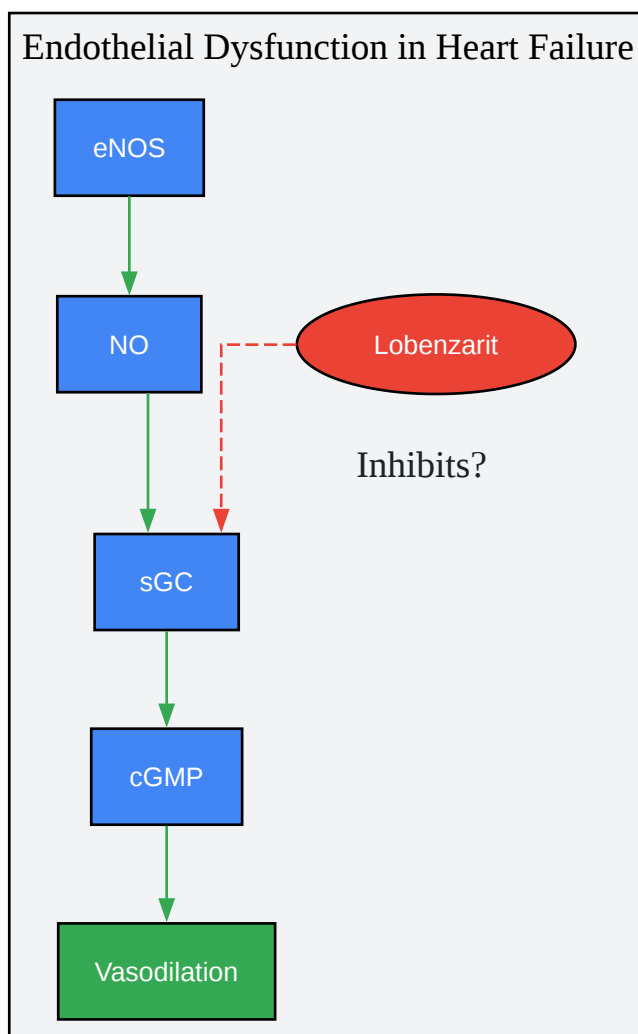 Endothelial Dysfunction in Heart Failure
eNOS
NO
Lobenzarit
Inhibits?
sGC
cGMP
Vasodilation